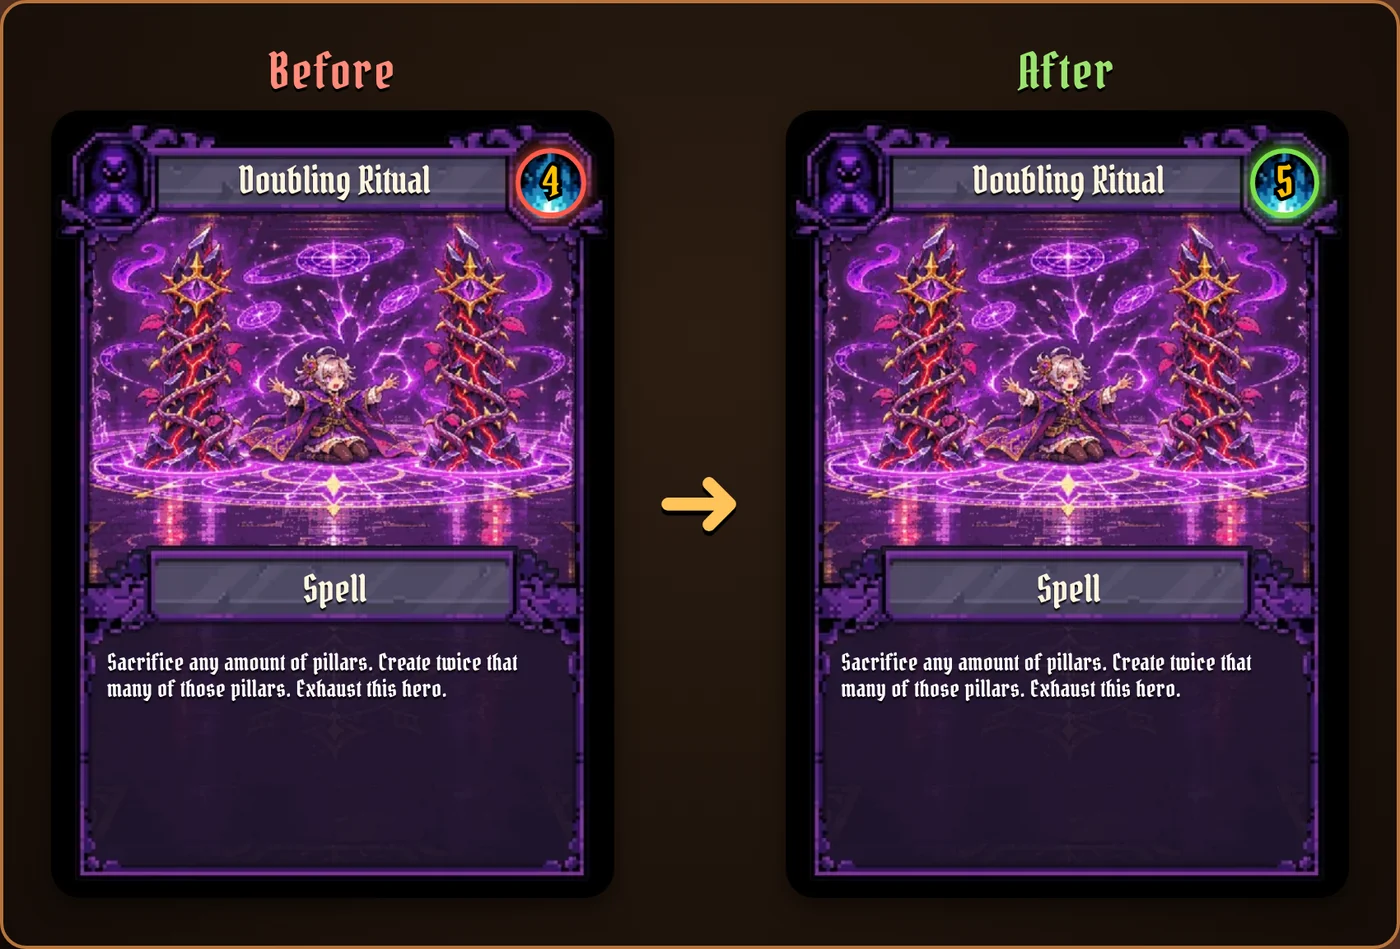 Before
After
Doubling Ritual
4
Spell
Sacrifice any amount of pillars. Create twice that
many of those pillars. Exhaust this hero.
Doubling Ritual
5
Spell
Sacrifice any amount of pillars. Create twice that
many of those pillars. Exhaust this hero.